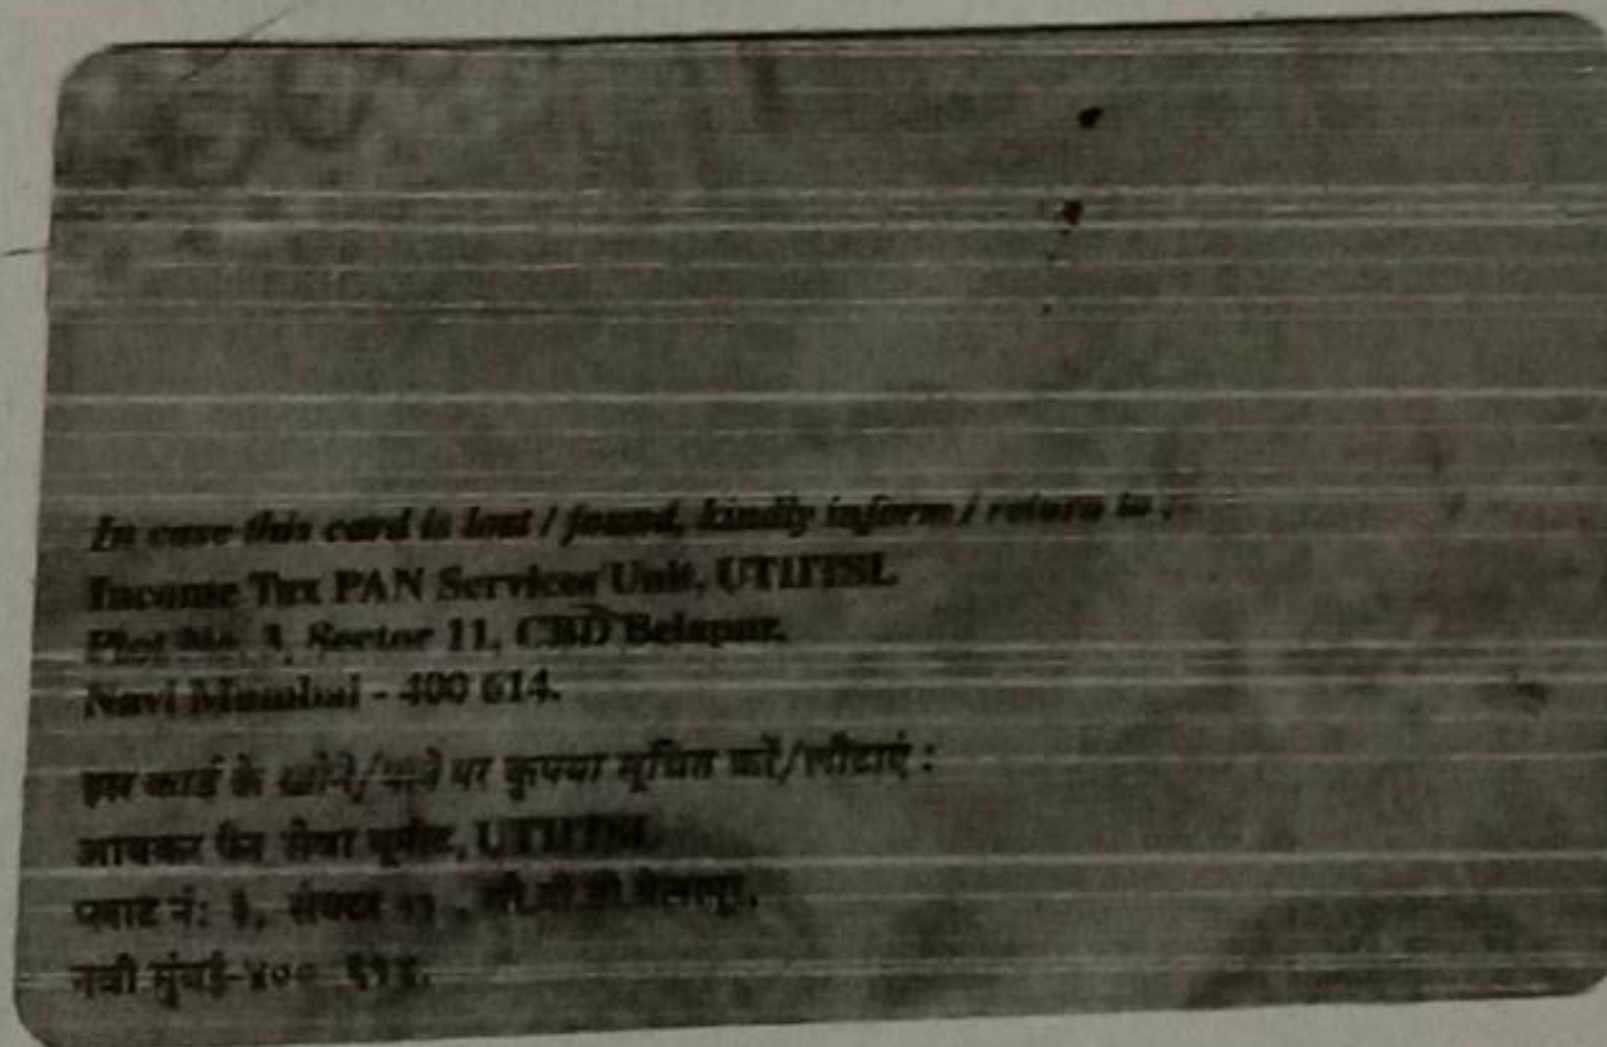 In case this card is lost / found, kindly inform / return to :
Income Tax PAN Services Unit, UTIITSL
Plot No. 3, Sector 11, CBD Belapur,
Navi Mumbai - 400 614.
इस कार्ड के खोने/पाने पर कृपया सूचित करें/लौटाएं :
आयकर पैन सेवा यूनीट, UTIITSL
प्लाट नं: ३, सेक्टर ११ , सी.बी.डी.बेलापूर,
नवी मुंबई-४०० ६१४.